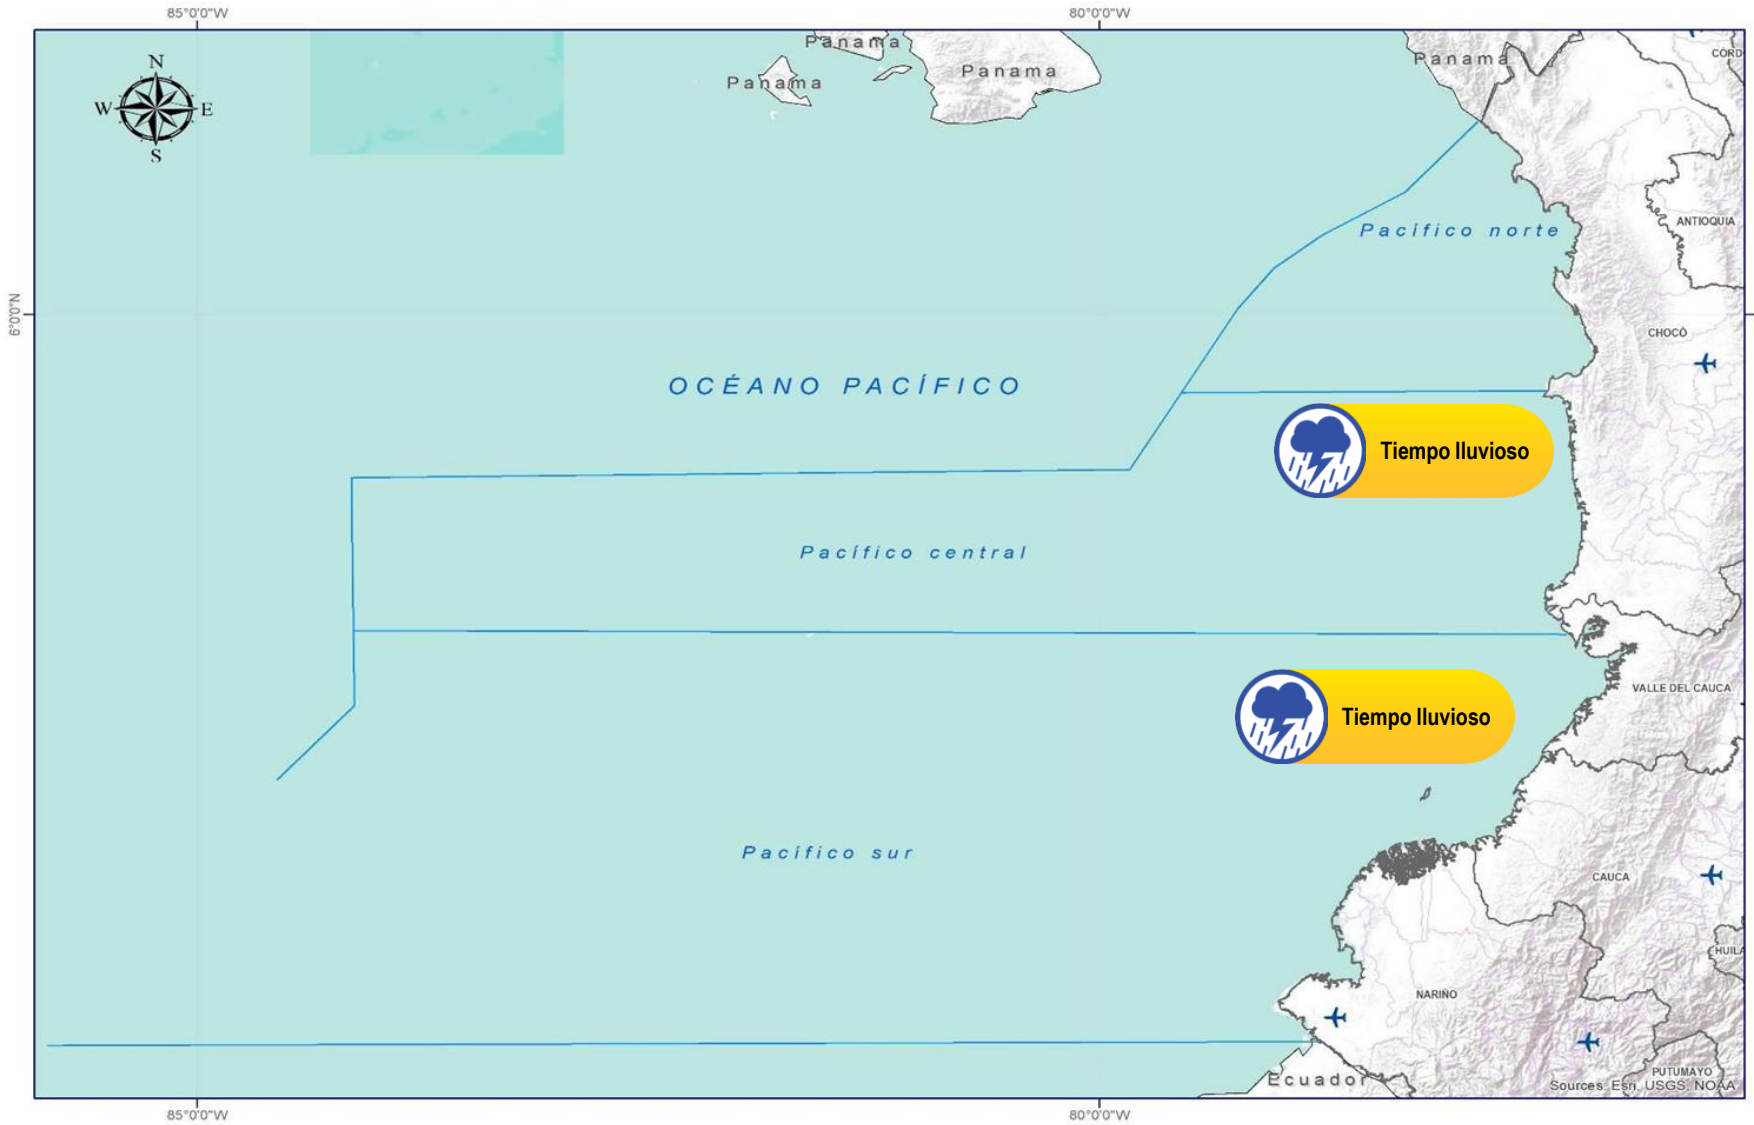 85°0'0"W
80°0'0"W
N
W
E
S
Panama
Panama
Panama
Panama
CORD
Pacífico norte
ANTIOQUIA
6°0'0"N
CHOCÓ
OCÉANO PACÍFICO
Tiempo lluvioso
Pacífico central
VALLE DEL CAUCA
Tiempo lluvioso
Pacífico sur
CAUCA
HUILA
NARIÑO
PUTUMAYO
Ecuador
Sources: Esri, USGS, NOAA
85°0'0"W
80°0'0"W